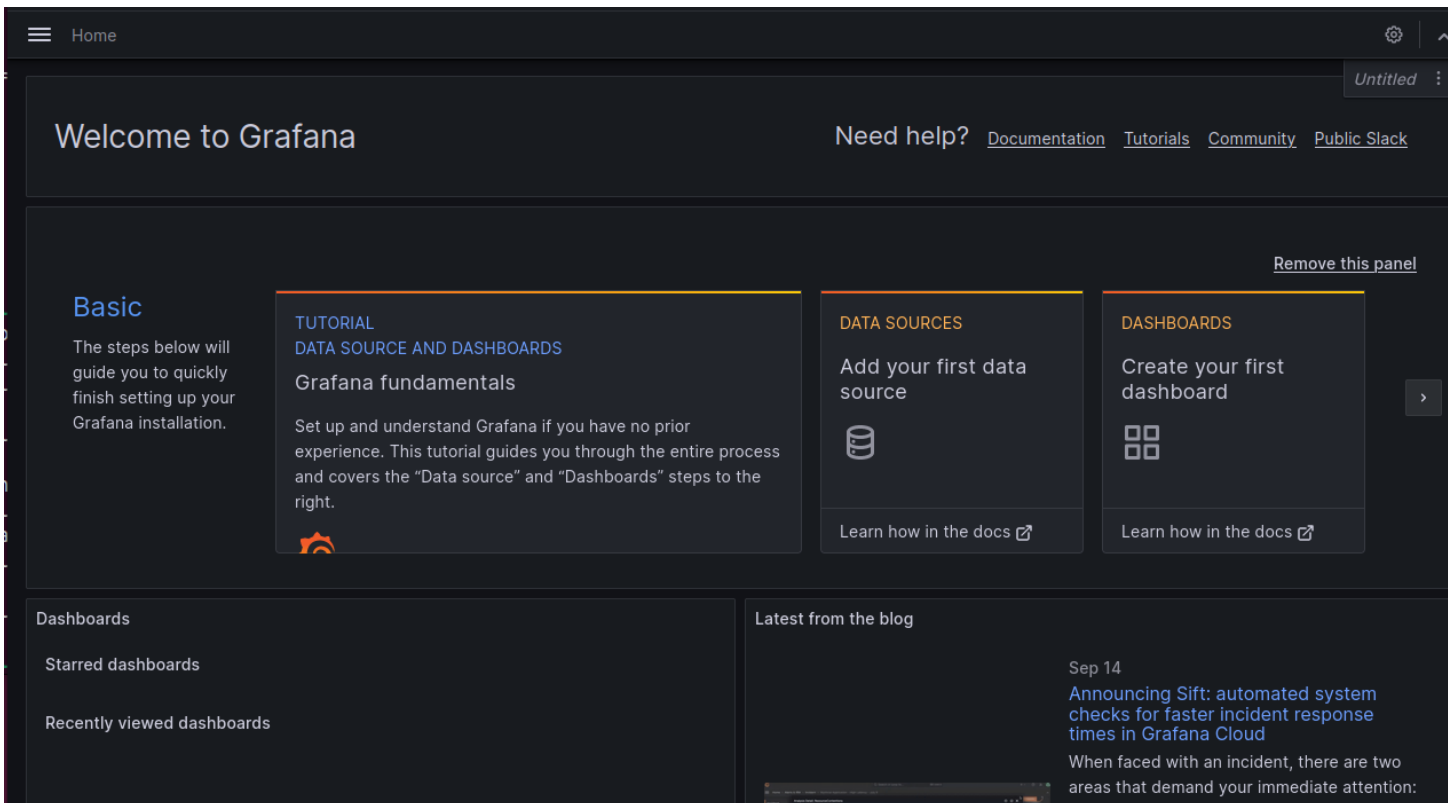 Home
Untitled
Welcome to Grafana
Need help? Documentation Tutorials Community Public Slack
Remove this panel
Basic
The steps below will
guide you to quickly
finish setting up your
Grafana installation.
TUTORIAL
DATA SOURCE AND DASHBOARDS
Grafana fundamentals
Set up and understand Grafana if you have no prior
experience. This tutorial guides you through the entire process
and covers the “Data source” and “Dashboards” steps to the
right.
DATA SOURCES
Add your first data
source
Learn how in the docs
DASHBOARDS
Create your first
dashboard
Learn how in the docs
Dashboards
Starred dashboards
Recently viewed dashboards
Latest from the blog
Sep 14
Announcing Sift: automated system
checks for faster incident response
times in Grafana Cloud
When faced with an incident, there are two
areas that demand your immediate attention: